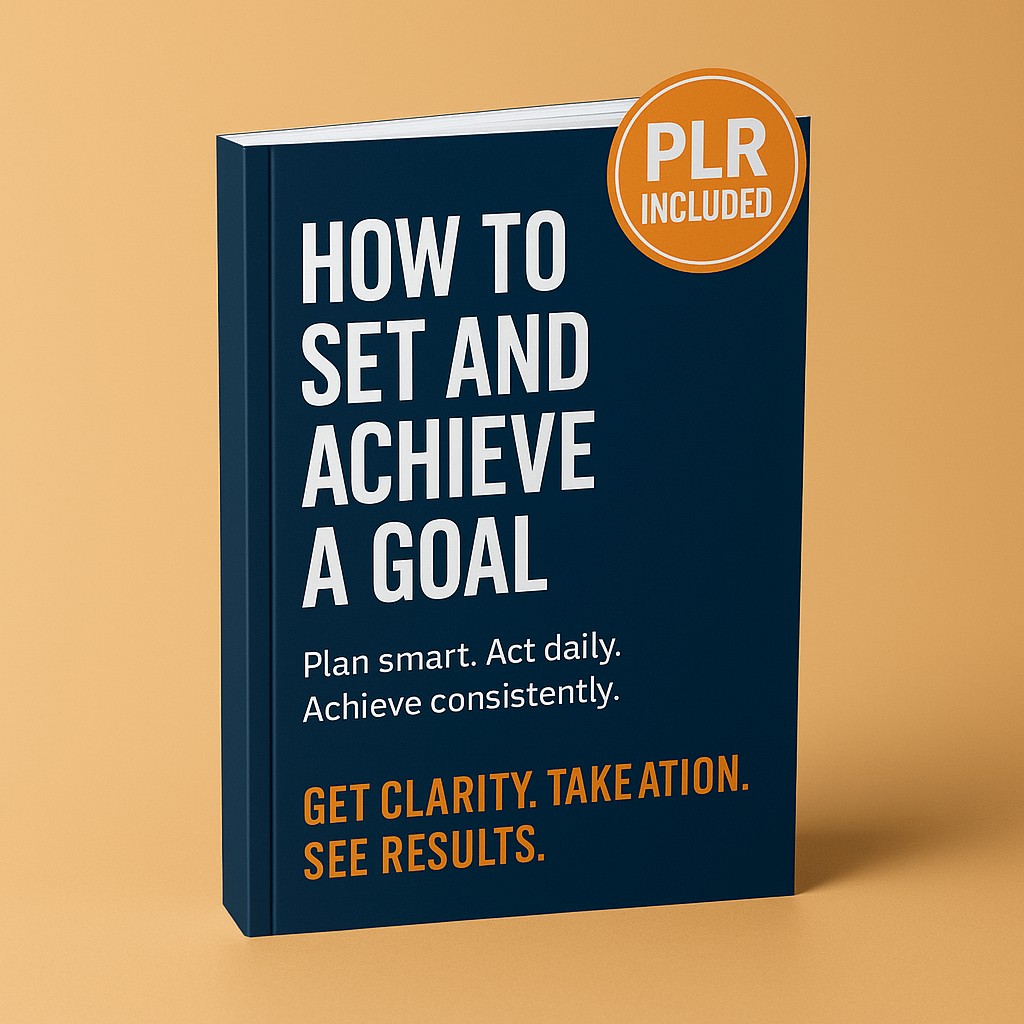 PLR
INCLUDED
HOW TO
SET AND
ACHIEVE
A GOAL
Plan smart. Act daily.
Achieve consistently.
GET CLARITY. TAKE ATION.
SEE RESULTS.